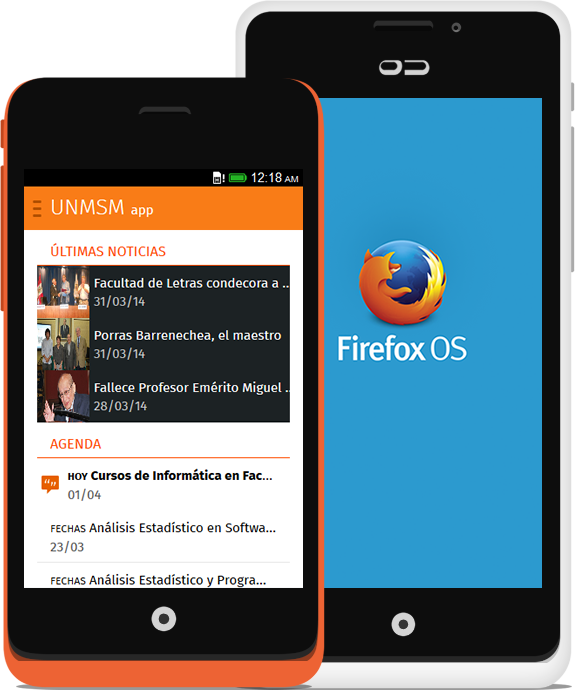 12:18 AM
UNMSM app
ÚLTIMAS NOTICIAS
Facultad de Letras condecora a ..
31/03/14
Porras Barrenechea, el maestro
31/03/14
Fallece Profesor Emérito Miguel ..
28/03/14
AGENDA
HOY Cursos de Informática en Fac...
01/04
FECHAS Análisis Estadístico en Softwa...
23/03
FECHAS Análisis Estadístico y Progra...
Firefox OS